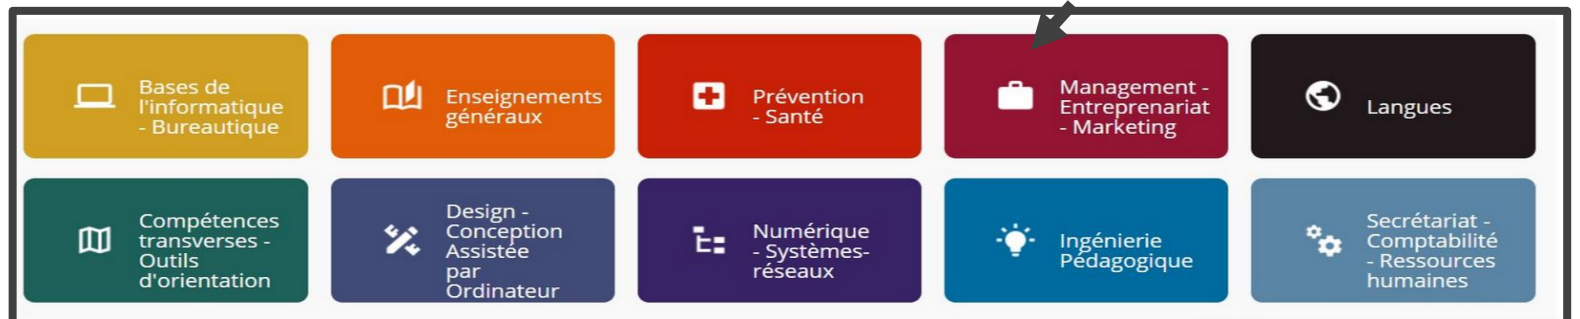 Bases de
l'informatique
- Bureautique
Enseignements
généraux
Prévention
- Santé
Management -
Entreprenariat
- Marketing
Langues
Compétences
transverses -
Outils
d'orientation
Design -
Conception
Assistée
par
Ordinateur
Numérique
- Systèmes-
réseaux
Ingénierie
Pédagogique
Secrétariat -
Comptabilité
- Ressources
humaines